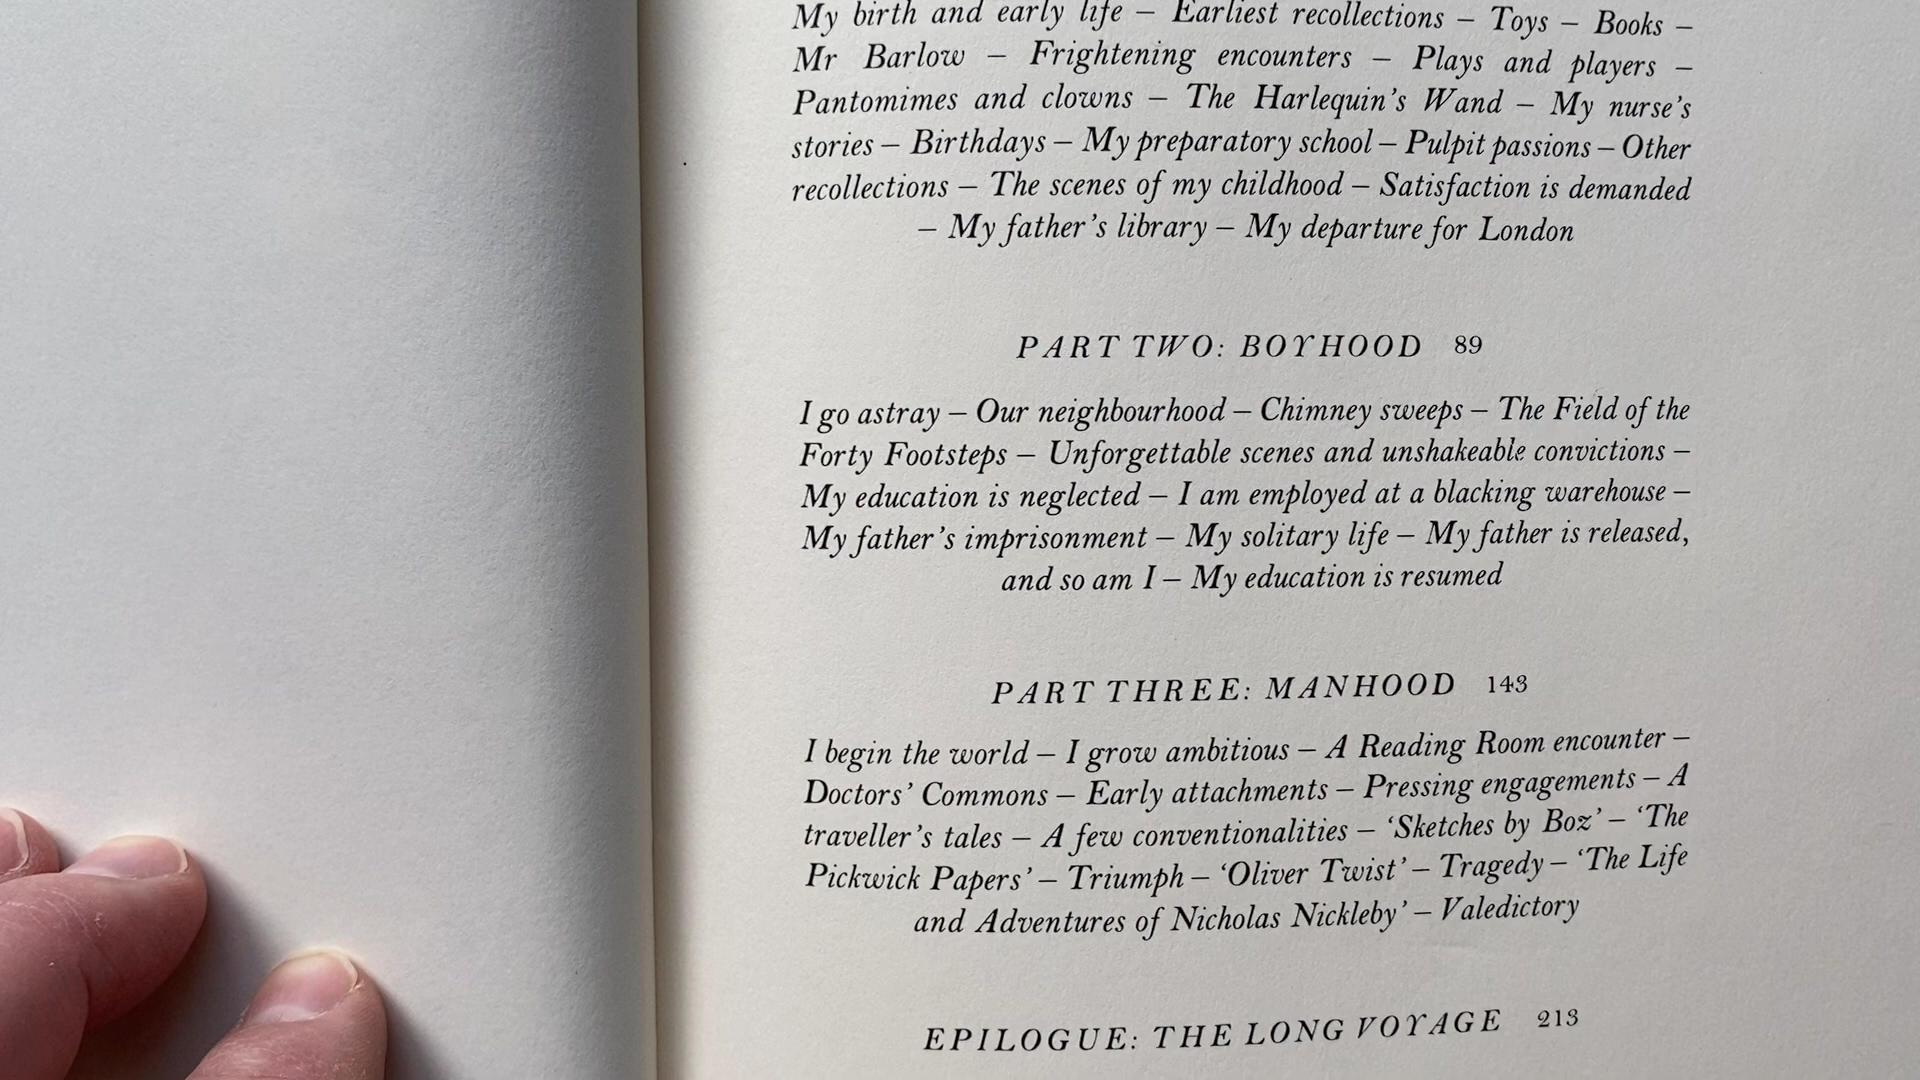 My birth and early life – Earliest recollections – Toys – Books –
Mr Barlow – Frightening encounters – Plays and players –
Pantomimes and clowns – The Harlequin’s Wand – My nurse’s
stories – Birthdays – My preparatory school – Pulpit passions – Other
recollections – The scenes of my childhood – Satisfaction is demanded
– My father’s library – My departure for London
PART TWO: BOYHOOD 89
I go astray – Our neighbourhood – Chimney sweeps – The Field of the
Forty Footsteps – Unforgettable scenes and unshakeable convictions –
My education is neglected – I am employed at a blacking warehouse –
My father’s imprisonment – My solitary life – My father is released,
and so am I – My education is resumed
PART THREE: MANHOOD 143
I begin the world – I grow ambitious – A Reading Room encounter –
Doctors’ Commons – Early attachments – Pressing engagements – A
traveller’s tales – A few conventionalities – ‘Sketches by Boz’ – ‘The
Pickwick Papers’ – Triumph – ‘Oliver Twist’ – Tragedy – ‘The Life
and Adventures of Nicholas Nickleby’ – Valedictory
EPILOGUE: THE LONG VOYAGE 213